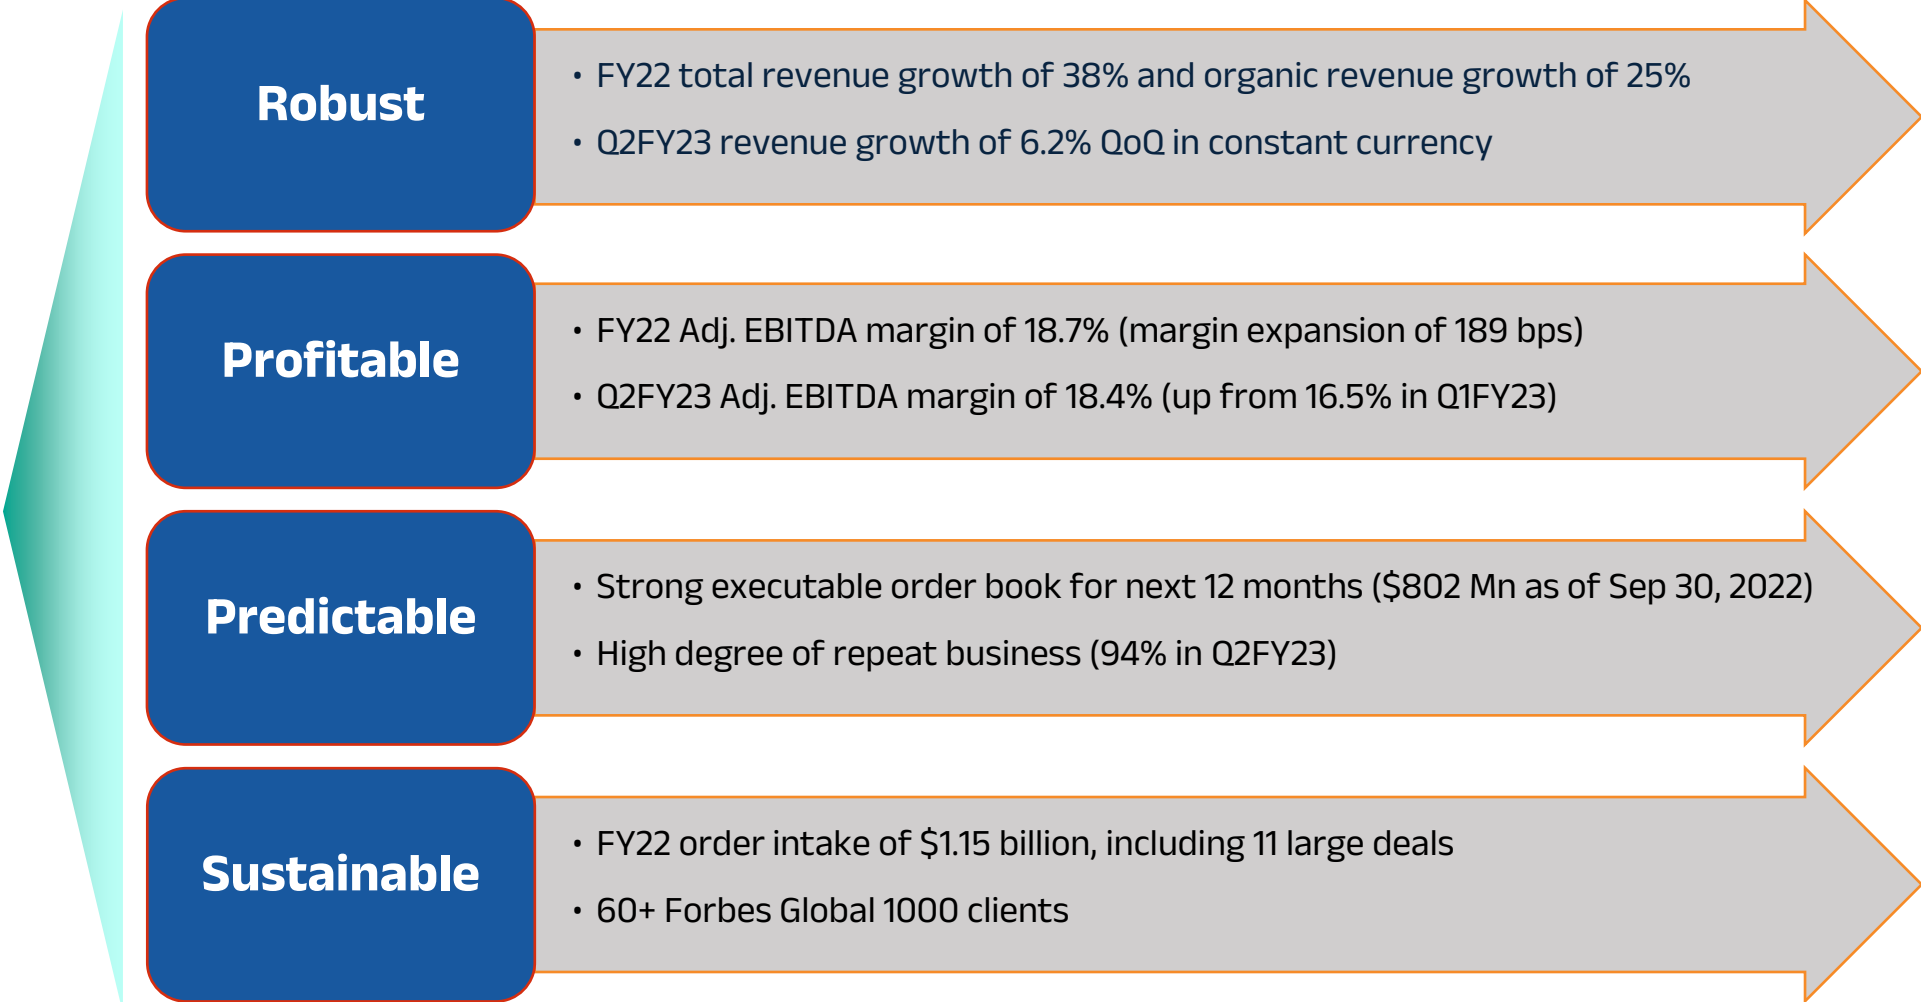 Robust
• FY22 total revenue growth of 38% and organic revenue growth of 25%
• Q2FY23 revenue growth of 6.2% QoQ in constant currency
Profitable
• FY22 Adj. EBITDA margin of 18.7% (margin expansion of 189 bps)
• Q2FY23 Adj. EBITDA margin of 18.4% (up from 16.5% in Q1FY23)
Predictable
• Strong executable order book for next 12 months ($802 Mn as of Sep 30, 2022)
• High degree of repeat business (94% in Q2FY23)
Sustainable
• FY22 order intake of $1.15 billion, including 11 large deals
• 60+ Forbes Global 1000 clients